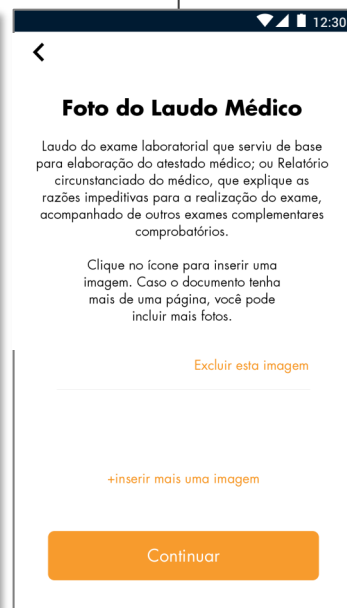 12:30
Foto do Laudo Médico
Laudo do exame laboratorial que serviu de base
para elaboração do atestado médico; ou Relatório
circunstanciado do médico, que explique as
razões impeditivas para a realização do exame,
acompanhado de outros exames complementares
comprobatórios.
Clique no ícone para inserir uma
imagem. Caso o documento tenha
mais de uma página, você pode
incluir mais fotos.
Excluir esta imagem
+inserir mais uma imagem
Continuar